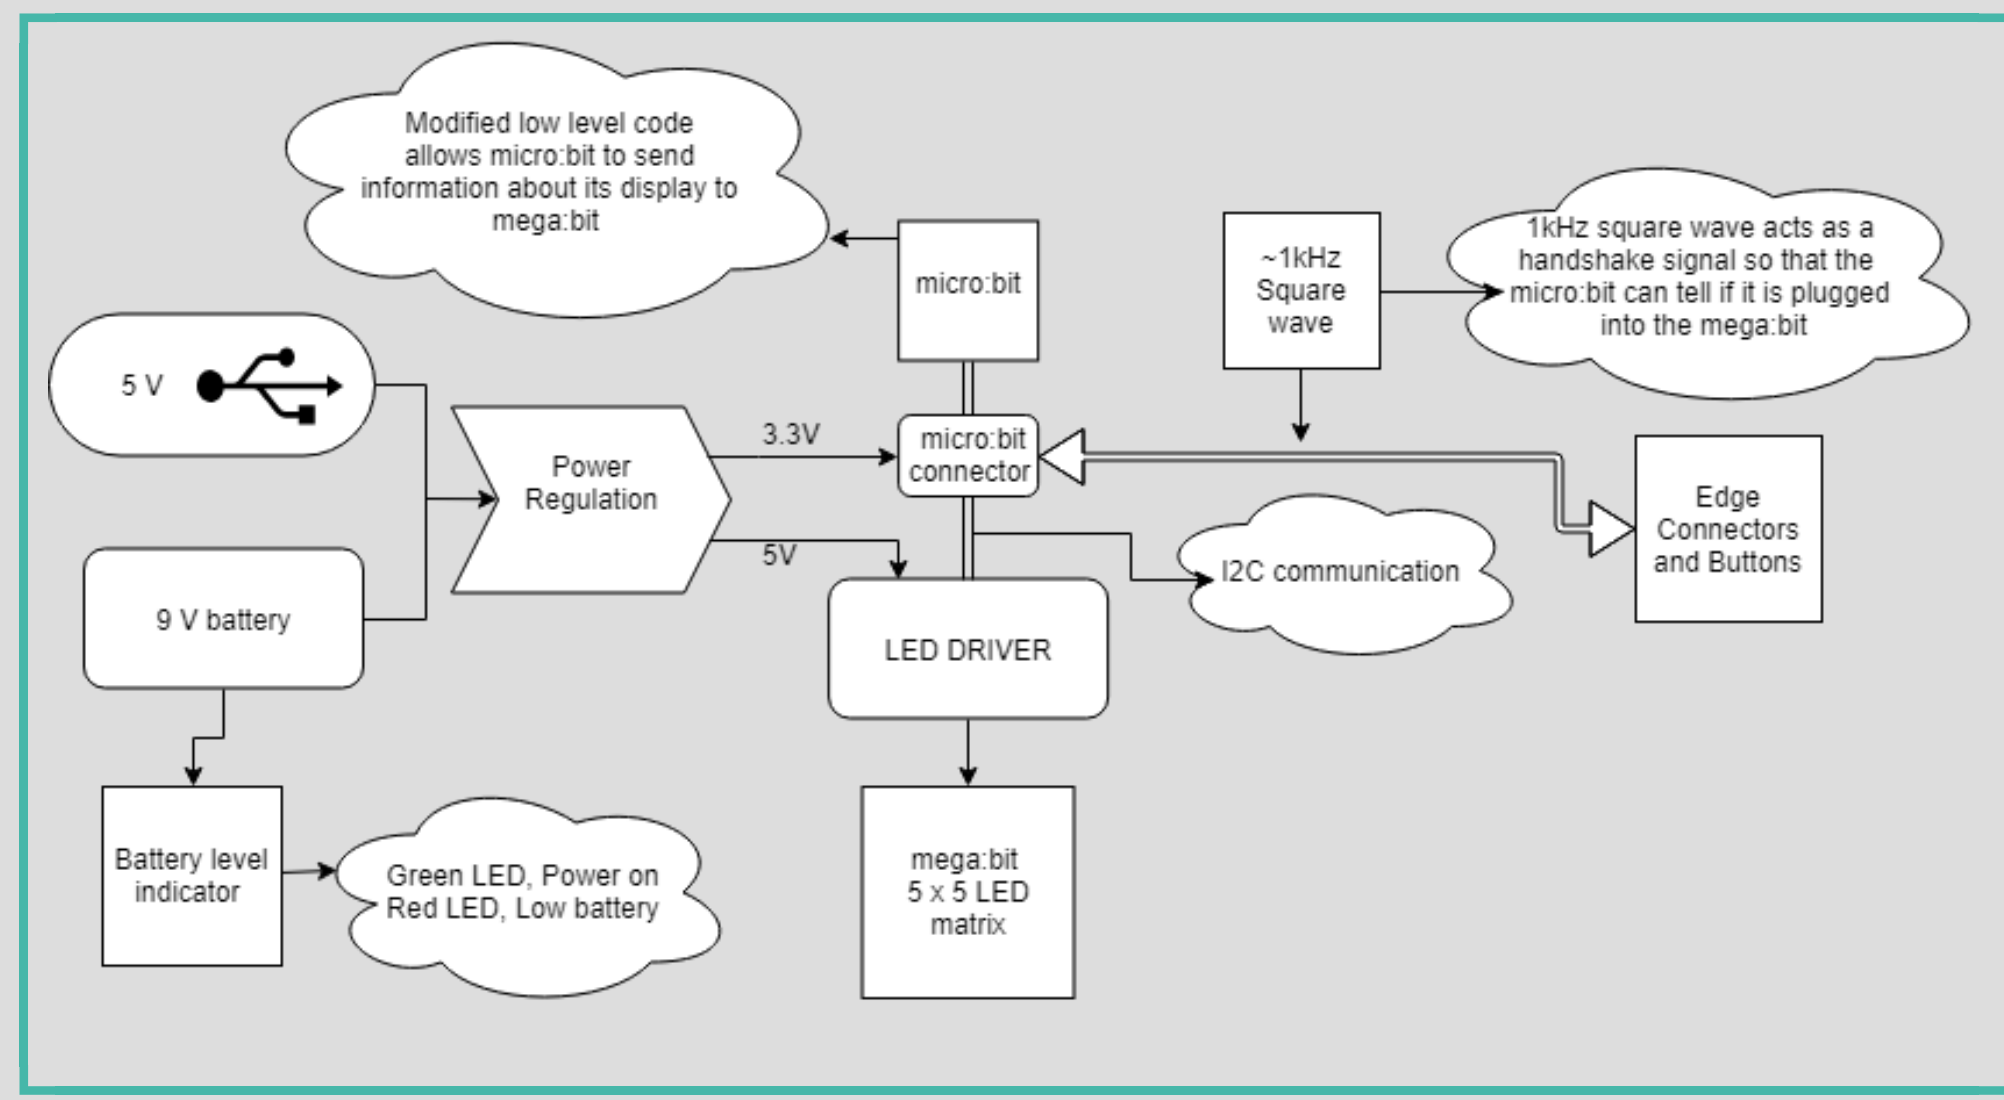 Modified low level code
allows micro:bit to send
information about its display to
mega:bit
micro:bit
~1kHz
Square
wave
1kHz square wave acts as a
handshake signal so that the
micro:bit can tell if it is plugged
into the mega:bit
5 V
Power
Regulation
3.3V
5V
micro:bit
connector
Edge
Connectors
and Buttons
I2C communication
9 V battery
LED DRIVER
Battery level
indicator
Green LED, Power on
Red LED, Low battery
mega:bit
5 x 5 LED
matrix